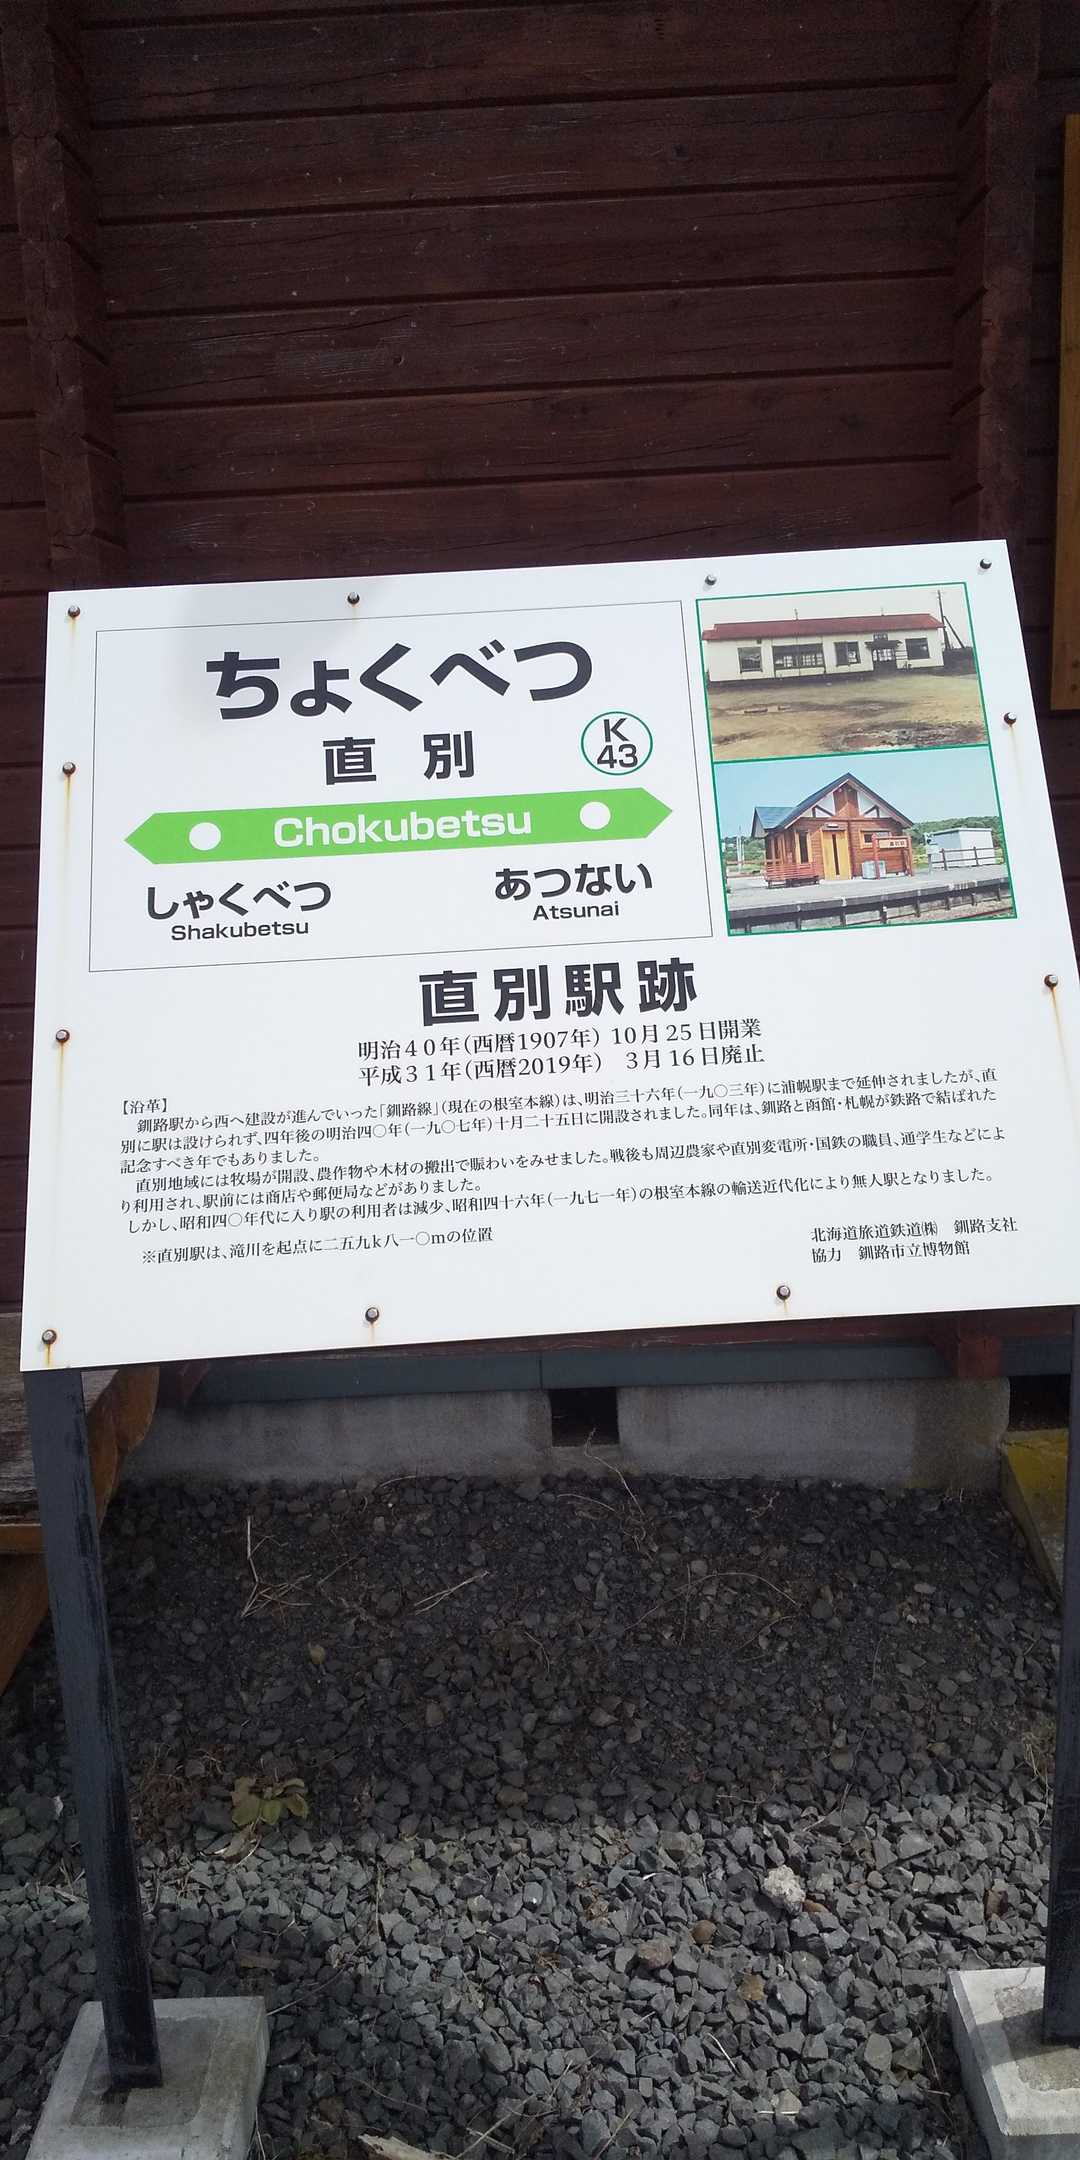 ちょくべつ
直 別
K
43
Chokubetsu
しゃくべつ
Shakubetsu
あつない
Atsunai
直別駅跡
明治40年(西暦1907年) 10月25日開業
平成31年(西暦2019年) 3月16日廃止
【沿革】
釧路駅から西へ建設が進んでいった「釧路線」(現在の根室本線)は、明治三十六年(一九〇三年)に浦幌駅まで延伸されましたが、直
別に駅は設けられず、四年後の明治四〇年(一九〇七年)十月二十五日に開設されました。同年は、釧路と函館・札幌が鉄路で結ばれた
記念すべき年でもありました。
直別地域には牧場が開設、農作物や木材の搬出で賑わいをみせました。戦後も周辺農家や直別変電所・国鉄の職員、通学生などによ
り利用され、駅前には商店や郵便局などがありました。
しかし、昭和四〇年代に入り駅の利用者は減少、昭和四十六年(一九七一年)の根室本線の輸送近代化により無人駅となりました。
※直別駅は、滝川を起点に二五九k八一〇mの位置
北海道旅道鉄道㈱ 釧路支社
協力 釧路市立博物館